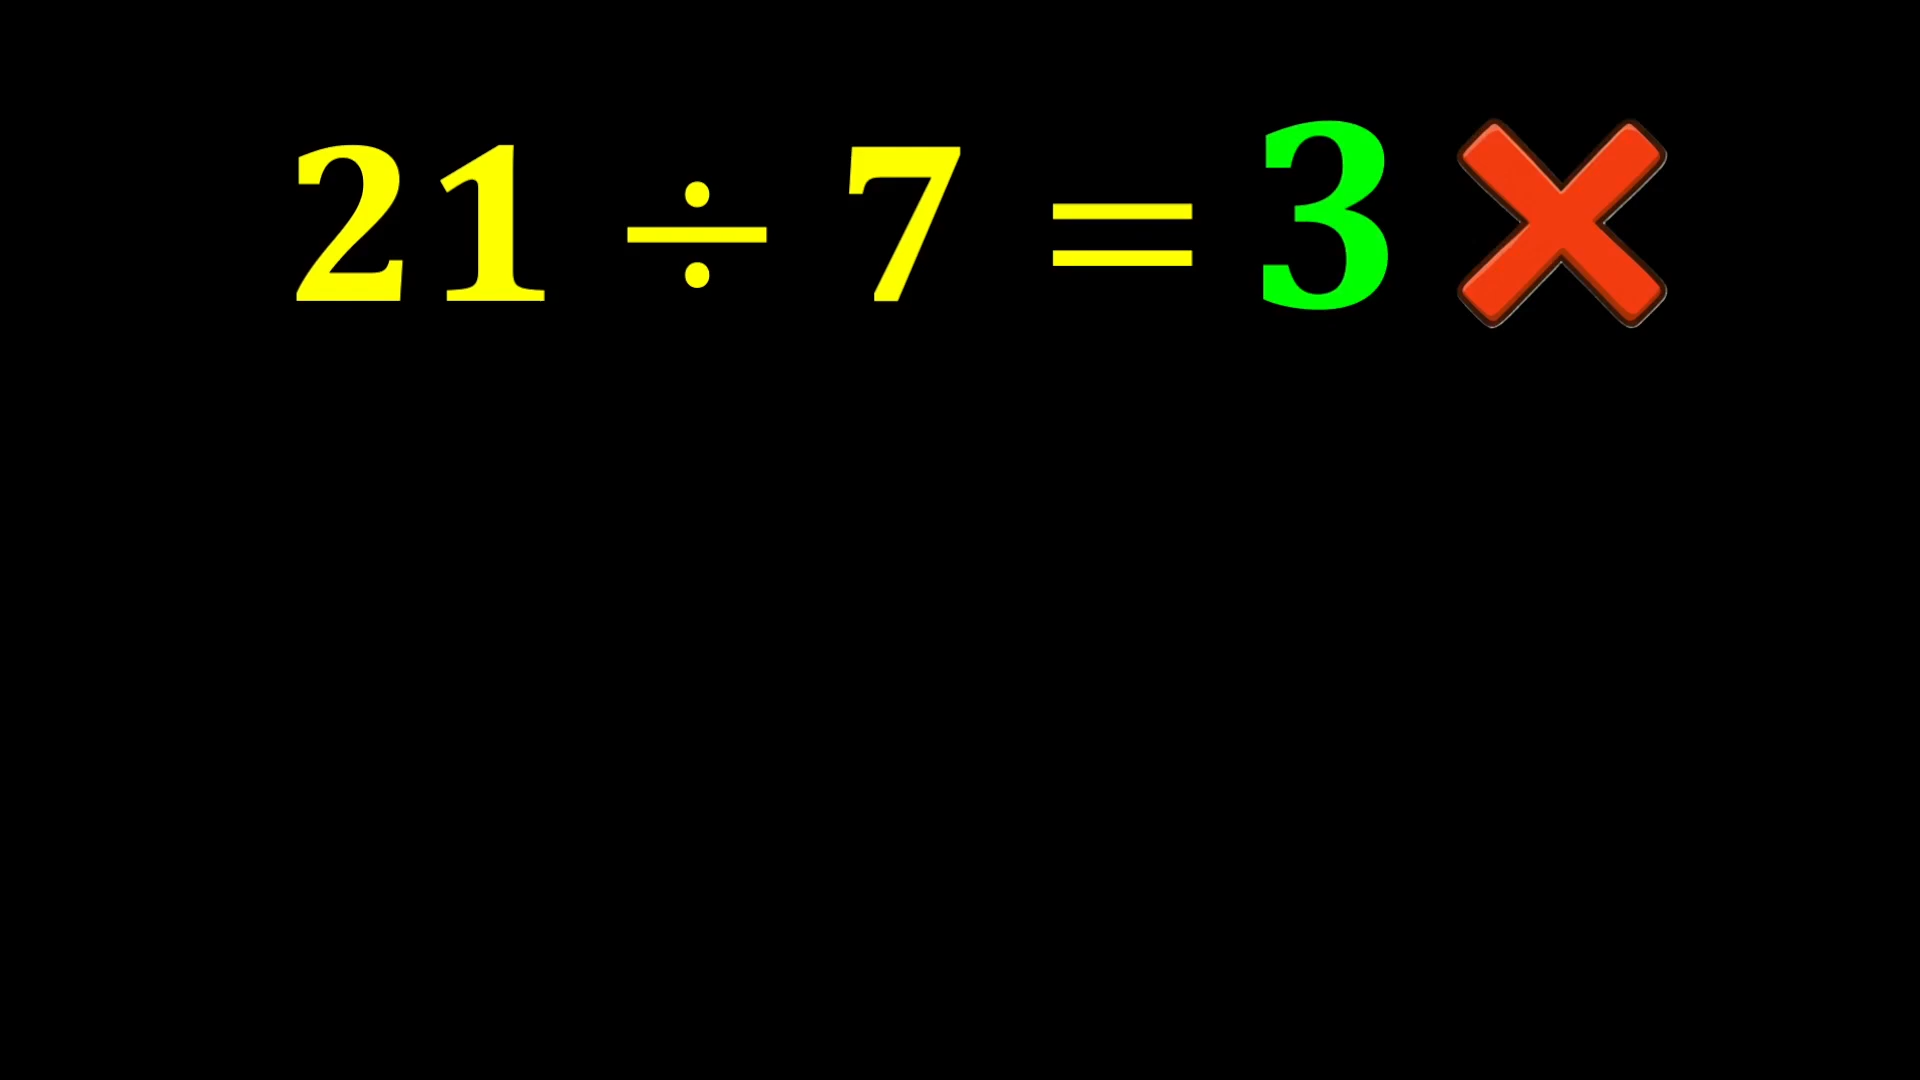 21 ÷ 7 = 3 ❌